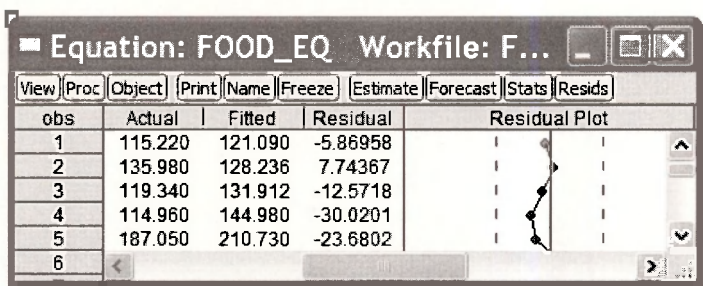 Equation: FOOD_EQ Workfile: F...
View Proc Object Print Name Freeze Estimate Forecast Stats Resids
obs Actual Fitted Residual Residual Plot
1 115.220 121.090 -5.86958
2 135.980 128.236 7.74367
3 119.340 131.912 -12.5718
4 114.960 144.980 -30.0201
5 187.050 210.730 -23.6802
6